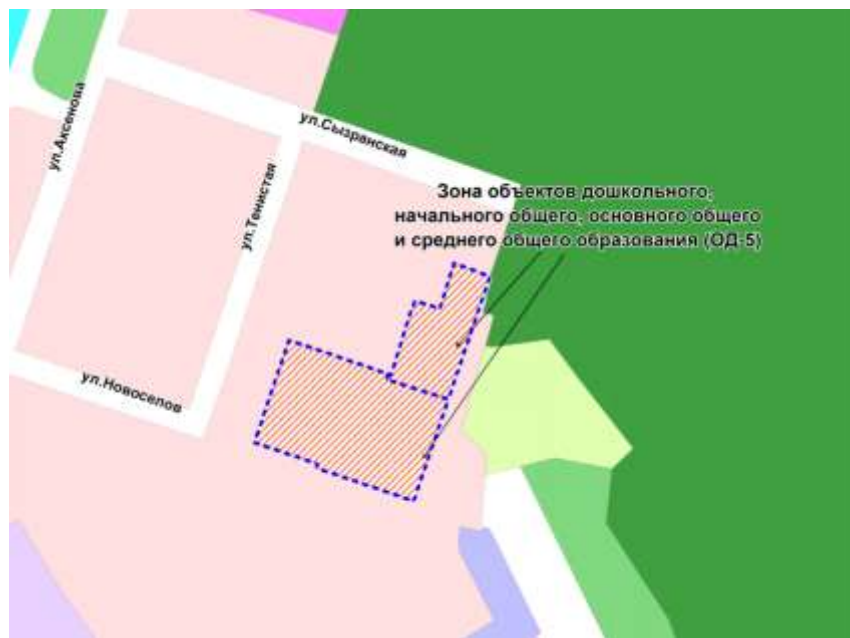 ул.Аксенова
ул.Сызранская
ул.Тенистая
Зона объектов дошкольного,
начального общего, основного общего
и среднего общего образования (ОД-5)
ул.Новоселов